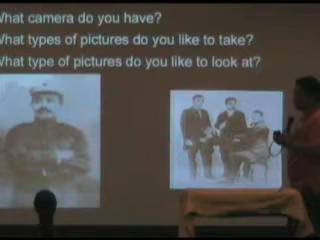 What camera do you have?
What types of pictures do you like to take?
What type of pictures do you like to look at?